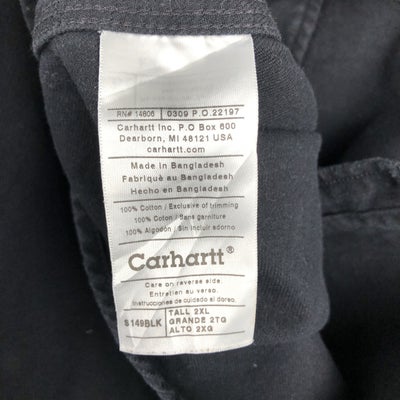 RN# 14806 | 0309 P.O.22197
Carhartt Inc. P.O Box 600
Dearborn, MI 48121 USA
carhartt.com
Made in Bangladesh
Fabriqué au Bangladesh
Hecho en Bangladesh
100% Cotton / Exclusive of trimming
100% Coton / Sans garniture
100% Algodon / Sin incluir adorno
Carhartt®
Care on reverse side.
Entretien au verso.
Instrucciones de cuidado al dorso.
S149BLK
TALL 2XL
GRANDE 2TG
ALTO 2XG